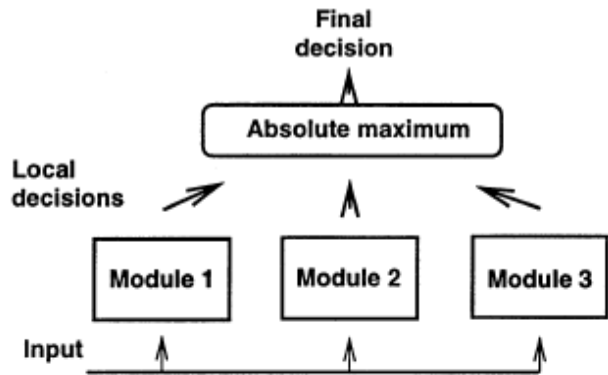 Final
decision
Absolute maximum
Local
decisions
Module 1
Module 2
Module 3
Input